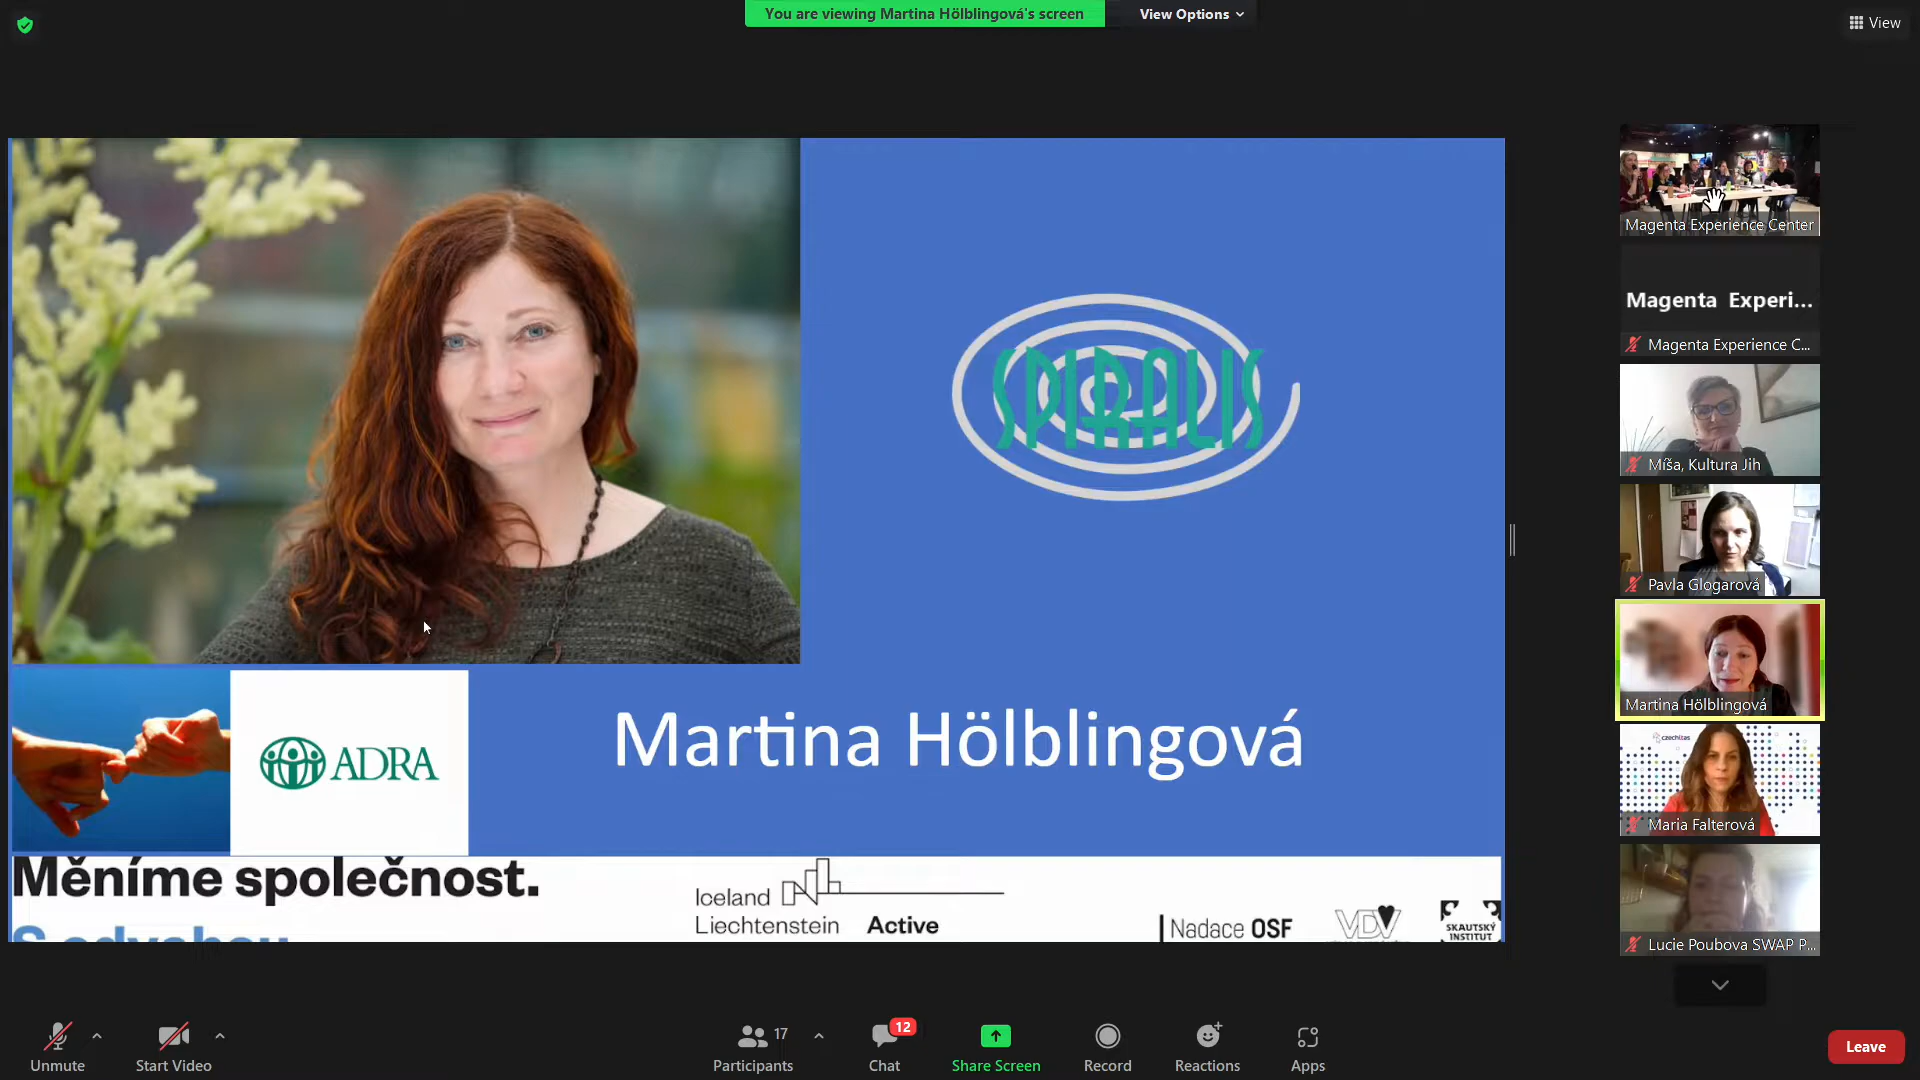 You are viewing Martina Hölblingová's screen
View Options
View
SPIRALIS
ADRA
Martina Hölblingová
Měníme společnost.
Iceland
Liechtenstein Active
Nadace OSF
VDV
SKAUTSKÝ
INSTITUT
Magenta Experience Center
Magenta Experi...
Magenta Experience C...
Míša, Kultura Jih
Pavla Glogarová
Martina Hölblingová
czechitas
Maria Falterová
Lucie Poubova SWAP P...
Unmute
Start Video
17
Participants
12
Chat
Share Screen
Record
Reactions
Apps
Leave